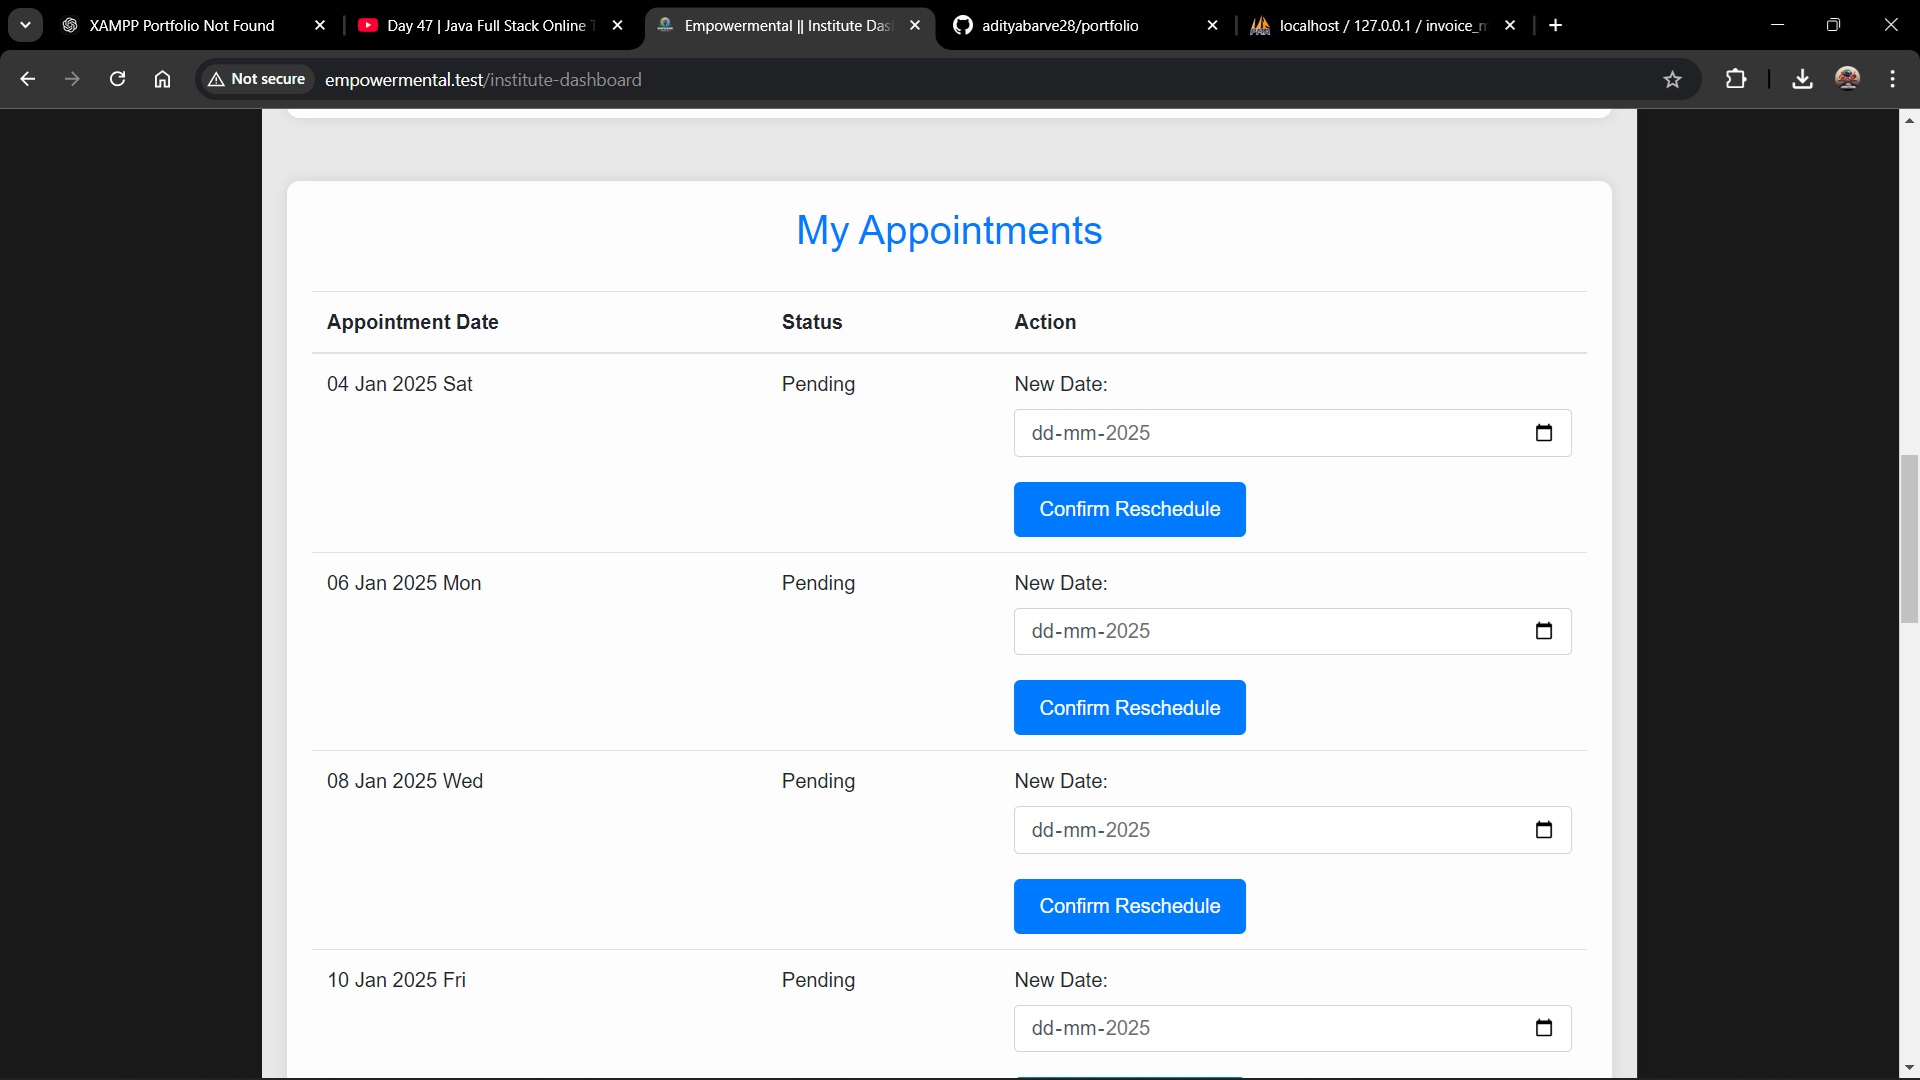 XAMPP Portfolio Not Found
Day 47 | Java Full Stack Online
Empowermental || Institute Das
adityabarve28/portfolio
localhost / 127.0.0.1 / invoice_m
Not secure
empowermental.test/institute-dashboard
My Appointments
Appointment Date Status Action
04 Jan 2025 Sat Pending New Date:
dd-mm-2025
Confirm Reschedule
06 Jan 2025 Mon Pending New Date:
dd-mm-2025
Confirm Reschedule
08 Jan 2025 Wed Pending New Date:
dd-mm-2025
Confirm Reschedule
10 Jan 2025 Fri Pending New Date:
dd-mm-2025